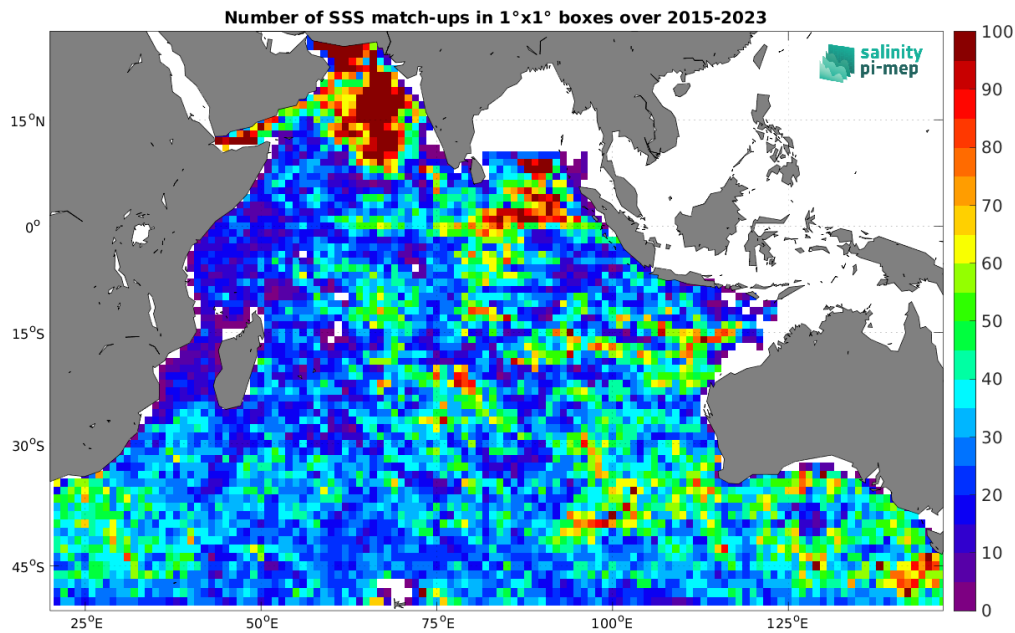 Number of SSS match-ups in 1°x1° boxes over 2015-2023
salinity
pi-mep
100
90
80
70
60
50
40
30
20
10
0
15°N
0°
15°S
30°S
45°S
25°E
50°E
75°E
100°E
125°E